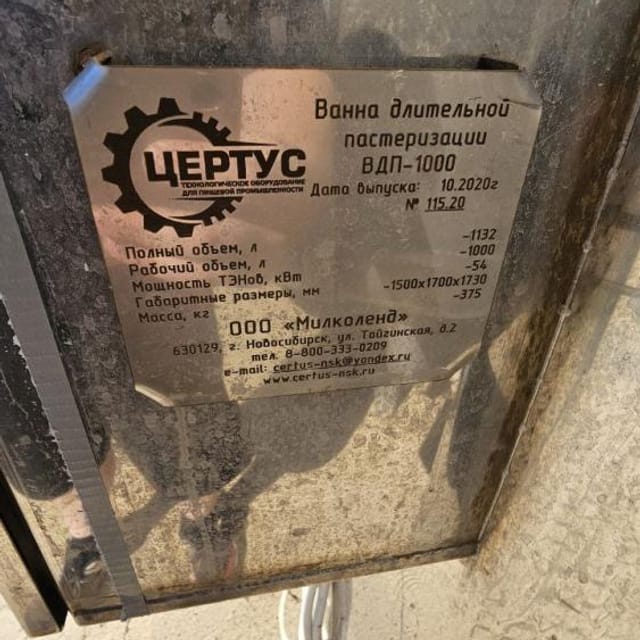 Ванна длительной
пастеризации
ВДП-1000
ЦЕРТУС
ТЕХНОЛОГИЧЕСКОЕ ОБОРУДОВАНИЕ
ДЛЯ ПИЩЕВОЙ ПРОМЫШЛЕННОСТИ
Дата выпуска: 10.2020г
№ 115.20
Полный объем, л -1132
Рабочий объем, л -1000
Мощность ТЭНов, кВт -54
Габаритные размеры, мм -1500х1700х1730
Масса, кг -375
ООО «Милколенд»
630129, г. Новосибирск, ул. Тайгинская, д.2
тел. 8-800-333-0209
e-mail: certus-nsk@yandex.ru
www.certus-nsk.ru